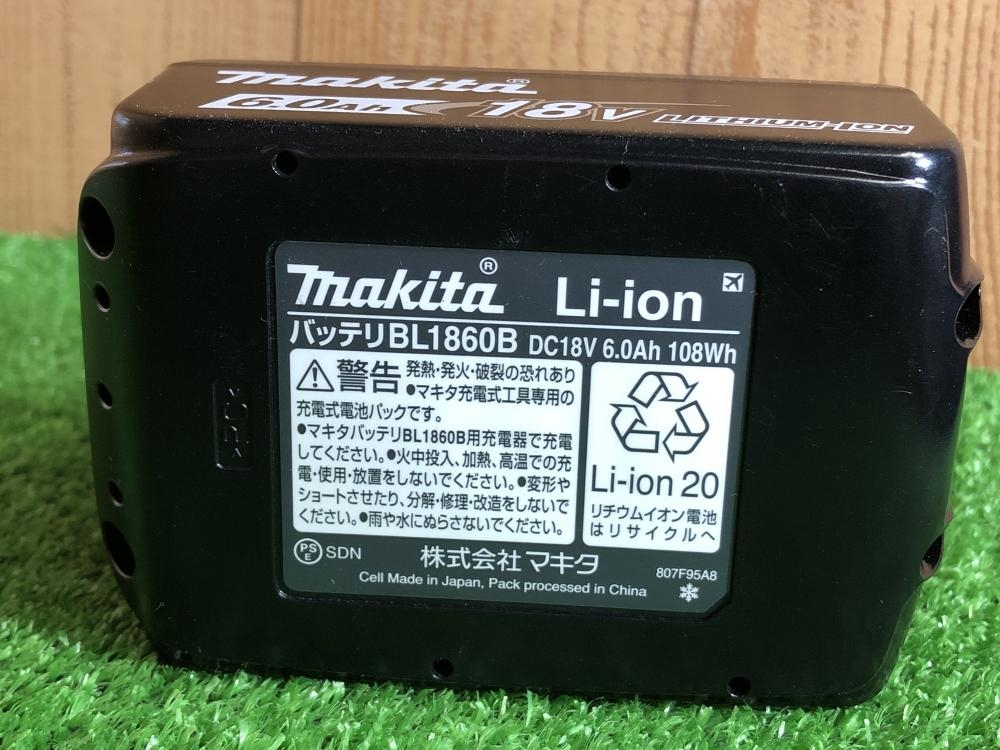 makita®
6.0Ah 18V LITHIUM-ION
makita®
Li-ion
バッテリBL1860B DC18V 6.0Ah 108Wh
警告 発熱・発火・破裂の恐れあり
●マキタ充電式工具専用の
充電式電池パックです。
●マキタバッテリBL1860B用充電器で充電
してください。●火中投入、加熱、高温での充
電・使用・放置をしないでください。●変形や
ショートさせたり、分解・修理・改造をしないで
ください。●雨や水にぬらさないでください。
Li-ion 20
リチウムイオン電池
はリサイクルへ
PSE SDN
株式会社 マキタ
807F95A8
Cell Made in Japan, Pack processed in China
>PC<